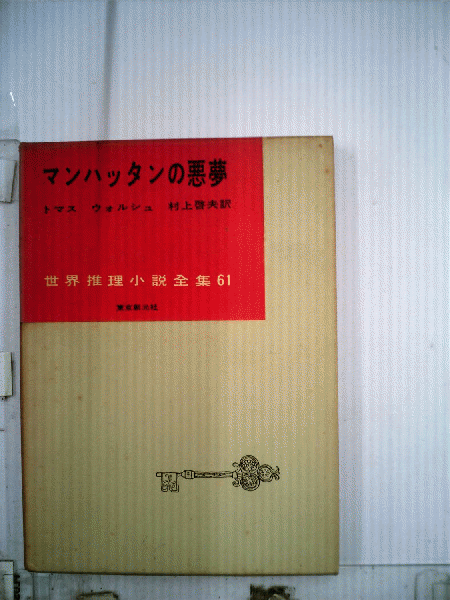 マンハッタンの悪夢
トマス ウォルシュ 村上啓夫訳
世界推理小説全集61
東京創元社